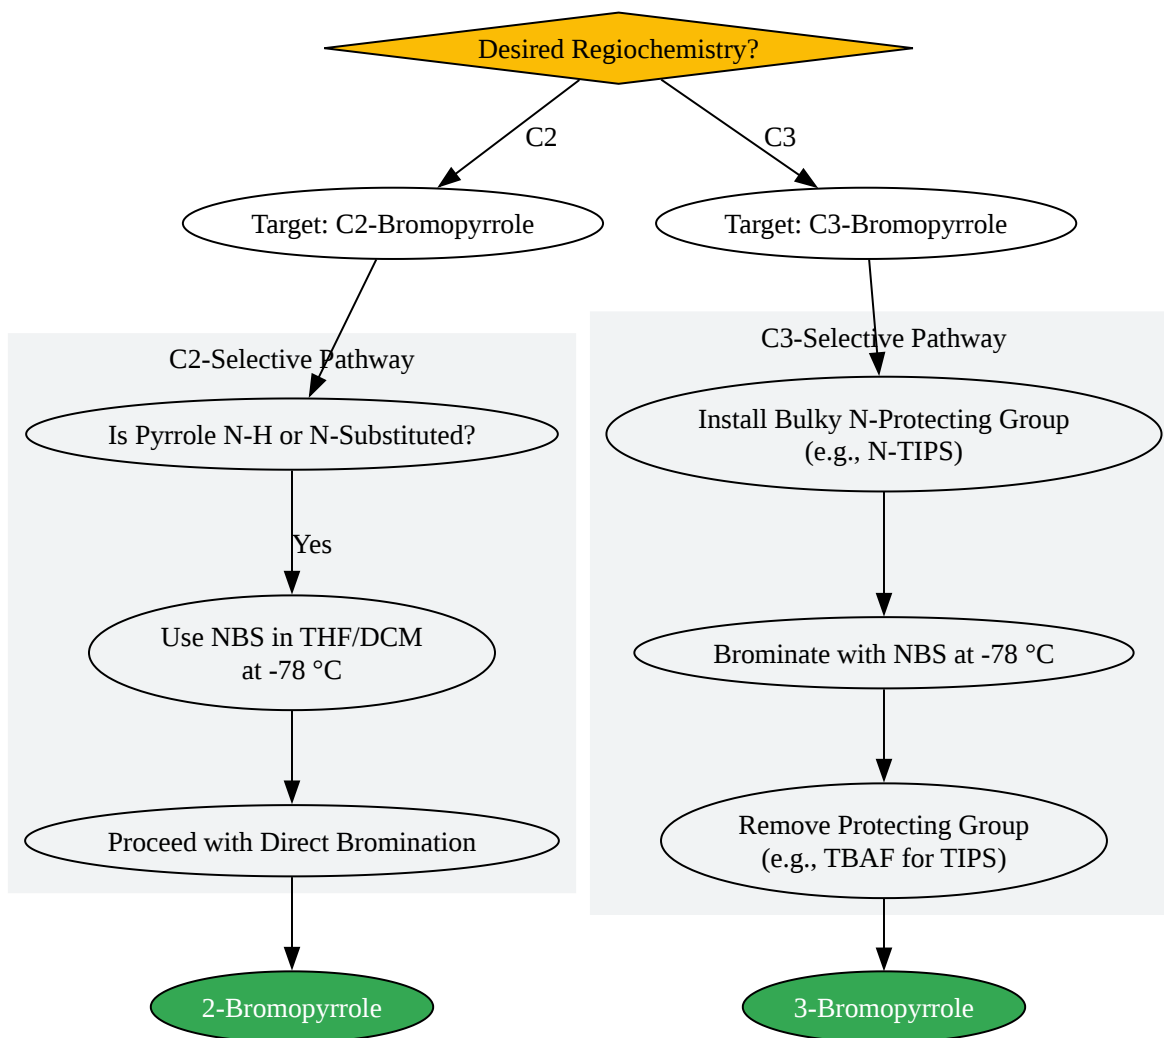 Desired Regiochemistry?
C2
C3
Target: C2-Bromopyrrole
Target: C3-Bromopyrrole
C2-Selective Pathway
Is Pyrrole N-H or N-Substituted?
Yes
Use NBS in THF/DCM
at -78 °C
Proceed with Direct Bromination
2-Bromopyrrole
C3-Selective Pathway
Install Bulky N-Protecting Group
(e.g., N-TIPS)
Brominate with NBS at -78 °C
Remove Protecting Group
(e.g., TBAF for TIPS)
3-Bromopyrrole